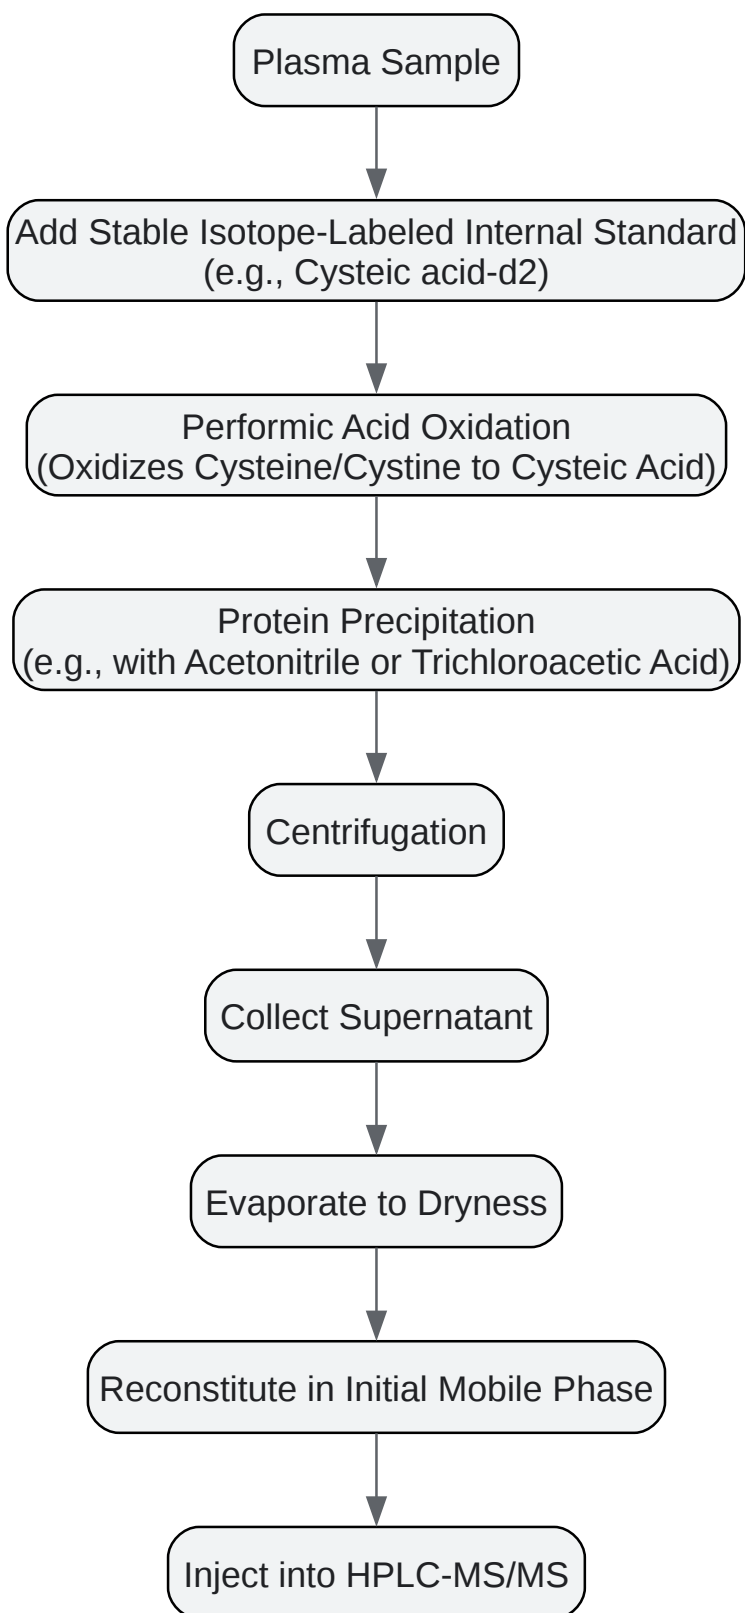 Plasma Sample
Add Stable Isotope-Labeled Internal Standard
(e.g., Cysteic acid-d2)
Performic Acid Oxidation
(Oxidizes Cysteine/Cystine to Cysteic Acid)
Protein Precipitation
(e.g., with Acetonitrile or Trichloroacetic Acid)
Centrifugation
Collect Supernatant
Evaporate to Dryness
Reconstitute in Initial Mobile Phase
Inject into HPLC-MS/MS